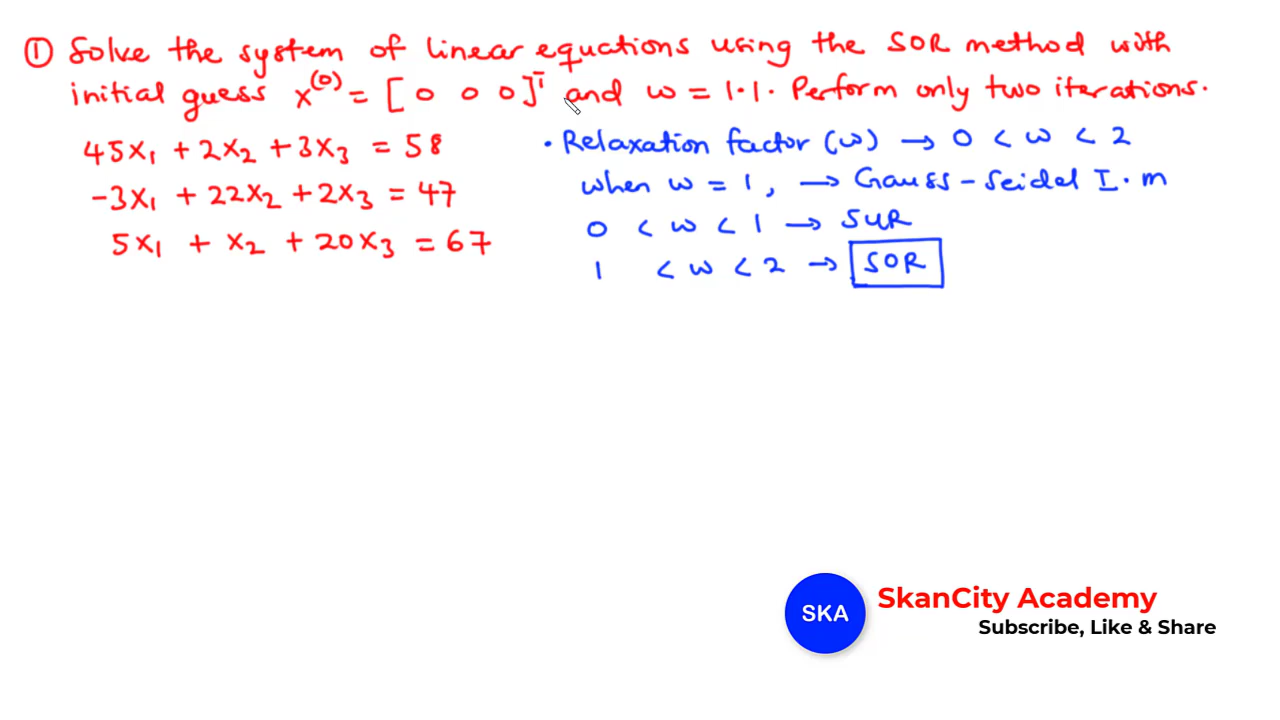 ① Solve the system of linear equations using the SOR method with
initial guess x⁽⁰⁾ = [ 0 0 0 ]ᵀ and w = 1.1. Perform only two iterations.
45x₁ + 2x₂ + 3x₃ = 58
-3x₁ + 22x₂ + 2x₃ = 47
5x₁ + x₂ + 20x₃ = 67
• Relaxation factor (w) → 0 < w < 2
when w = 1, → Gauss-Seidel I.m
0 < w < 1 → SUR
1 < w < 2 → SOR
SKA
SkanCity Academy
Subscribe, Like & Share